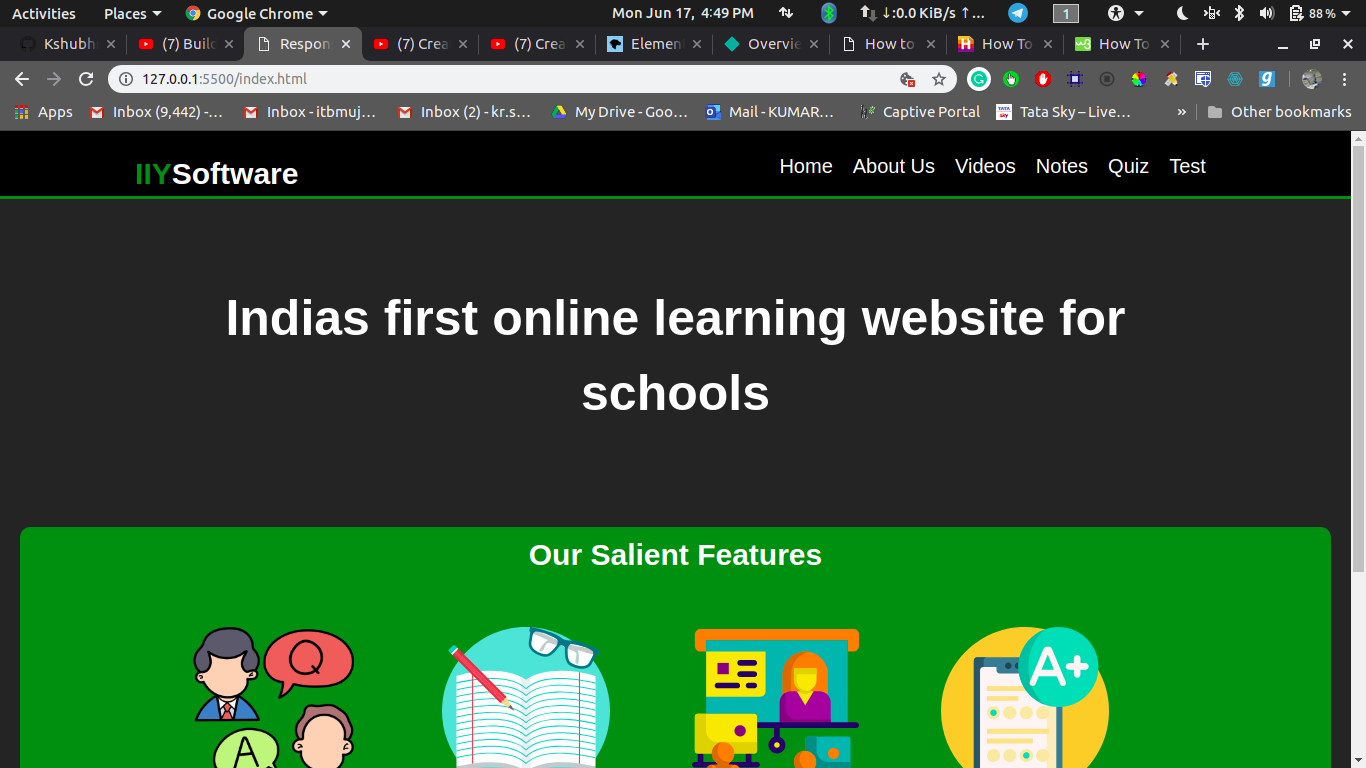 Activities Places Google Chrome Mon Jun 17, 4:49 PM ↓:0.0 KiB/s ↑... 1 88 %
Kshubh (7) Build Respon (7) Crea (7) Crea Elemen Overvie How to How To How To
127.0.0.1:5500/index.html
Apps Inbox (9,442) -... Inbox - itbmuj... Inbox (2) - kr.s... My Drive - Goo... Mail - KUMAR... Captive Portal Tata Sky – Live... » Other bookmarks
IIYSoftware Home About Us Videos Notes Quiz Test
Indias first online learning website for
schools
Our Salient Features
Q
A
A+